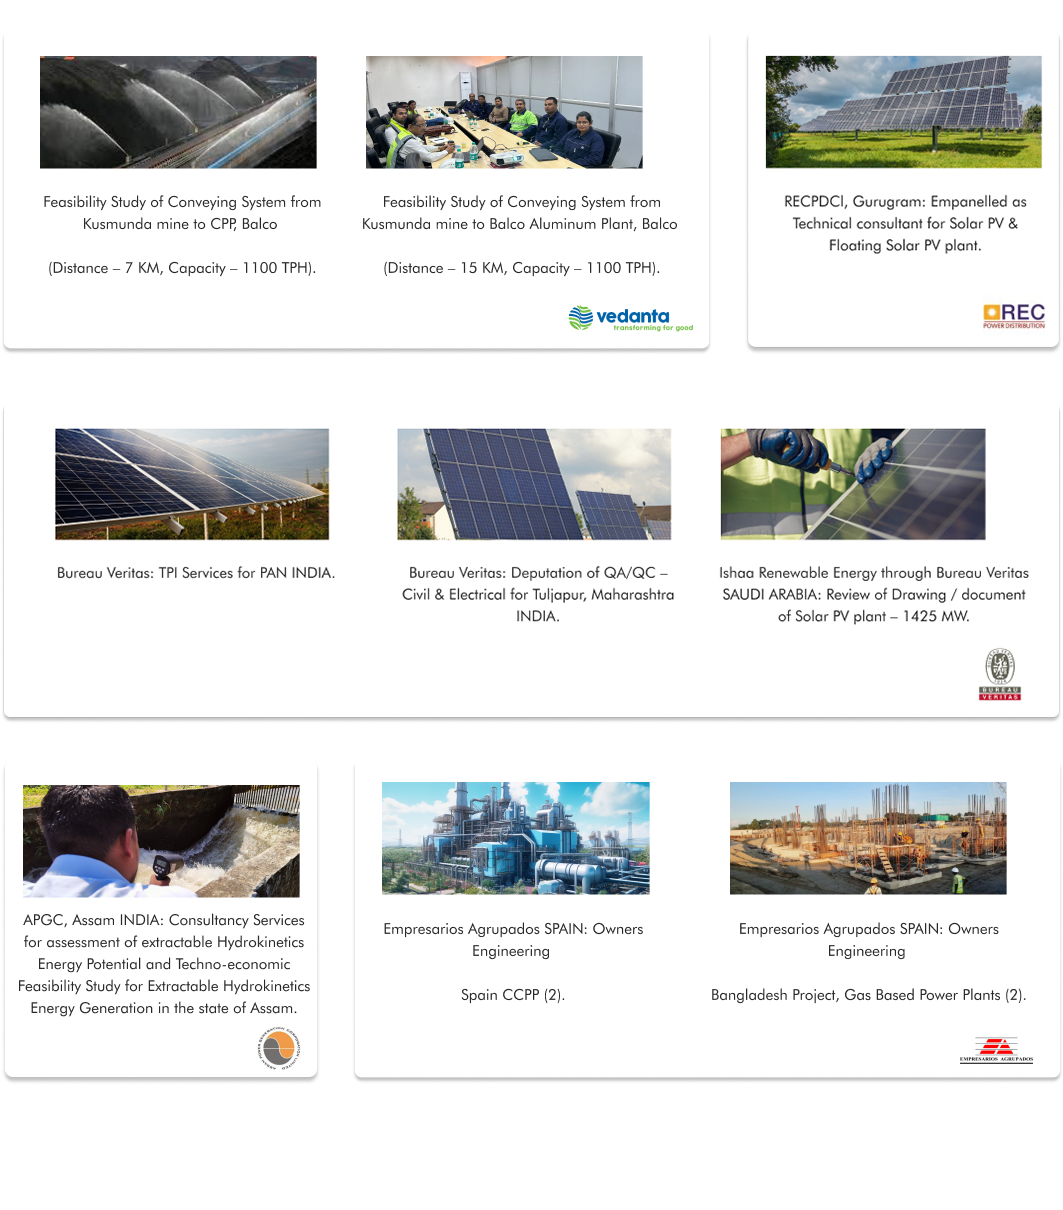 Feasibility Study of Conveying System from
Kusmunda mine to CPP, Balco
(Distance – 7 KM, Capacity – 1100 TPH).
Feasibility Study of Conveying System from
Kusmunda mine to Balco Aluminum Plant, Balco
(Distance – 15 KM, Capacity – 1100 TPH).
vedanta
transforming for good
RECPDCl, Gurugram: Empanelled as
Technical consultant for Solar PV &
Floating Solar PV plant.
REC
POWER DISTRIBUTION
Bureau Veritas: TPI Services for PAN INDIA.
Bureau Veritas: Deputation of QA/QC –
Civil & Electrical for Tuljapur, Maharashtra
INDIA.
Ishaa Renewable Energy through Bureau Veritas
SAUDI ARABIA: Review of Drawing / document
of Solar PV plant – 1425 MW.
BUREAU
VERITAS
APGC, Assam INDIA: Consultancy Services
for assessment of extractable Hydrokinetics
Energy Potential and Techno-economic
Feasibility Study for Extractable Hydrokinetics
Energy Generation in the state of Assam.
Empresarios Agrupados SPAIN: Owners
Engineering
Spain CCPP (2).
Empresarios Agrupados SPAIN: Owners
Engineering
Bangladesh Project, Gas Based Power Plants (2).
EMPRESARIOS AGRUPADOS